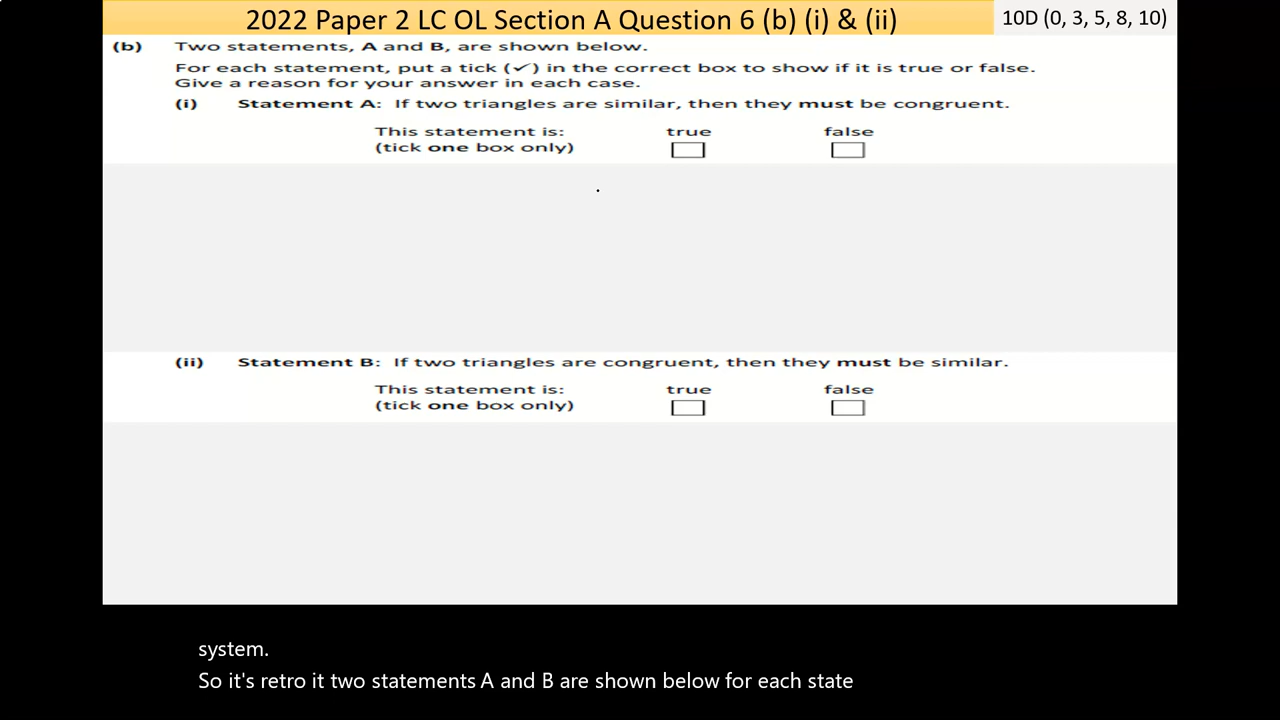 2022 Paper 2 LC OL Section A Question 6 (b) (i) & (ii)
10D (0, 3, 5, 8, 10)
(b) Two statements, A and B, are shown below.
For each statement, put a tick (✓) in the correct box to show if it is true or false.
Give a reason for your answer in each case.
(i) Statement A: If two triangles are similar, then they must be congruent.
This statement is: true false
(tick one box only)
(ii) Statement B: If two triangles are congruent, then they must be similar.
This statement is: true false
(tick one box only)
system.
So it's retro it two statements A and B are shown below for each state